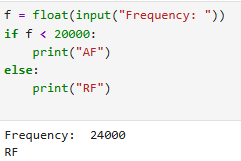 f = float(input("Frequency: "))
if f < 20000:
    print("AF")
else:
    print("RF")
Frequency:  24000
RF